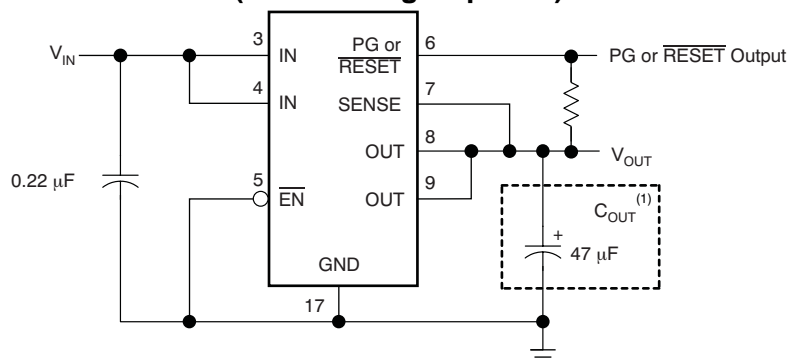 V_IN
3
IN
PG or
RESET
6
PG or RESET Output
4
IN
SENSE
7
OUT
8
V_OUT
0.22 μF
5
EN
OUT
9
C_OUT (1)
+
47 μF
GND
17